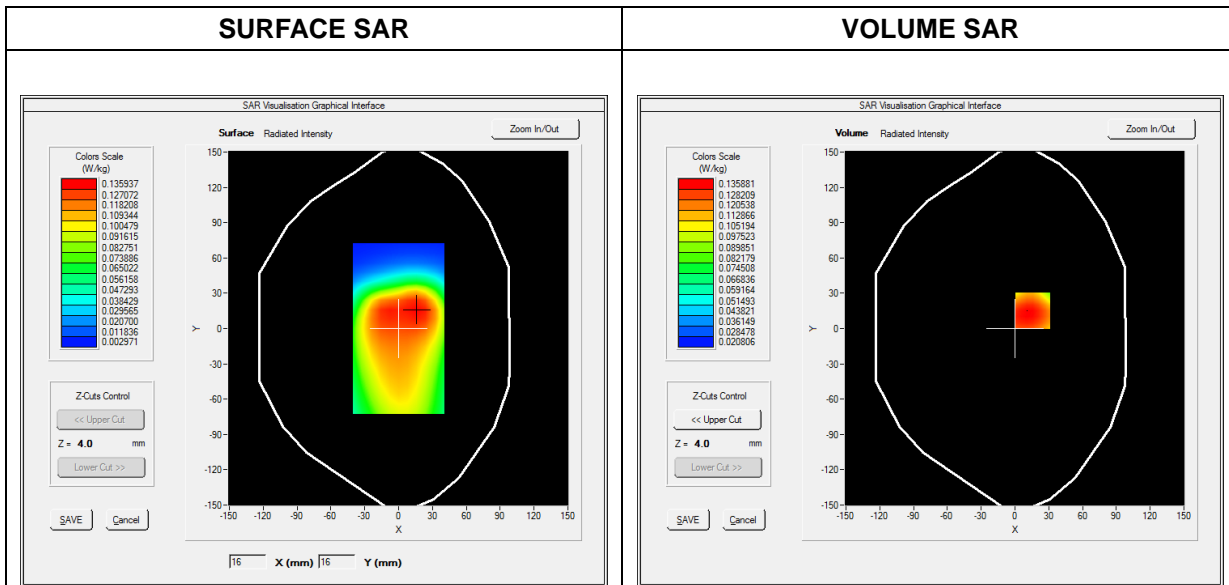 SURFACE SAR
VOLUME SAR
SAR Visualisation Graphical Interface
Surface Radiated Intensity
Zoom In/Out
Colors Scale
(W/kg)
0.135937
0.127072
0.118208
0.109344
0.100479
0.091615
0.082751
0.073886
0.065022
0.056158
0.047293
0.038429
0.029565
0.020700
0.011836
0.002971
Z-Cuts Control
<< Upper Cut
Z = 4.0 mm
Lower Cut >>
SAVE Cancel
150
120
90
60
30
0
-30
-60
-90
-120
-150
Y
-150 -120 -90 -60 -30 0 30 60 90 120 150
X
16 X (mm) 16 Y (mm)
SAR Visualisation Graphical Interface
Volume Radiated Intensity
Zoom In/Out
Colors Scale
(W/kg)
0.135881
0.128209
0.120538
0.112866
0.105194
0.097523
0.089851
0.082179
0.074508
0.066836
0.059164
0.051493
0.043821
0.036149
0.028478
0.020806
Z-Cuts Control
<< Upper Cut
Z = 4.0 mm
Lower Cut >>
SAVE Cancel
150
120
90
60
30
0
-30
-60
-90
-120
-150
Y
-150 -120 -90 -60 -30 0 30 60 90 120 150
X